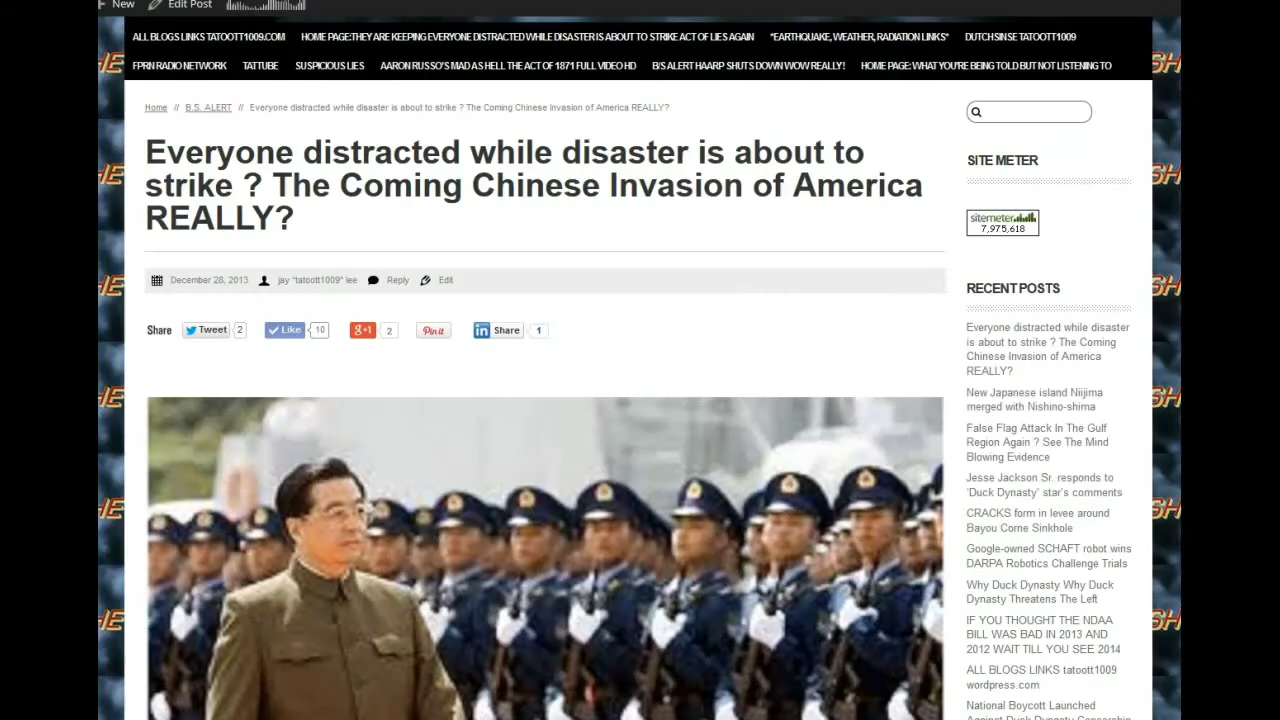 New Edit Post
ALL BLOGS LINKS TATOOTT1009.COM HOME PAGE:THEY ARE KEEPING EVERYONE DISTRACTED WHILE DISASTER IS ABOUT TO STRIKE ACT OF LIES AGAIN *EARTHQUAKE, WEATHER, RADIATION LINKS* DUTCHSINSE TATOOTT1009
FPRN RADIO NETWORK TATTUBE SUSPICIOUS LIES AARON RUSSO'S MAD AS HELL THE ACT OF 1871 FULL VIDEO HD B/S ALERT HAARP SHUTS DOWN WOW REALLY! HOME PAGE: WHAT YOU'RE BEING TOLD BUT NOT LISTENING TO
Home // B.S. ALERT // Everyone distracted while disaster is about to strike ? The Coming Chinese Invasion of America REALLY?
Everyone distracted while disaster is about to
strike ? The Coming Chinese Invasion of America
REALLY?
December 28, 2013 jay "tatoott1009" lee Reply Edit
Share Tweet 2 Like 10 g+1 2 Pin it in Share 1
SITE METER
sitemeter
7,975,618
RECENT POSTS
Everyone distracted while disaster
is about to strike ? The Coming
Chinese Invasion of America
REALLY?
New Japanese island Niijima
merged with Nishino-shima
False Flag Attack In The Gulf
Region Again ? See The Mind
Blowing Evidence
Jesse Jackson Sr. responds to
'Duck Dynasty' star's comments
CRACKS form in levee around
Bayou Corne Sinkhole
Google-owned SCHAFT robot wins
DARPA Robotics Challenge Trials
Why Duck Dynasty Why Duck
Dynasty Threatens The Left
IF YOU THOUGHT THE NDAA
BILL WAS BAD IN 2013 AND
2012 WAIT TILL YOU SEE 2014
ALL BLOGS LINKS tatoott1009
wordpress.com
National Boycott Launched
Against Duck Dynasty Censorship